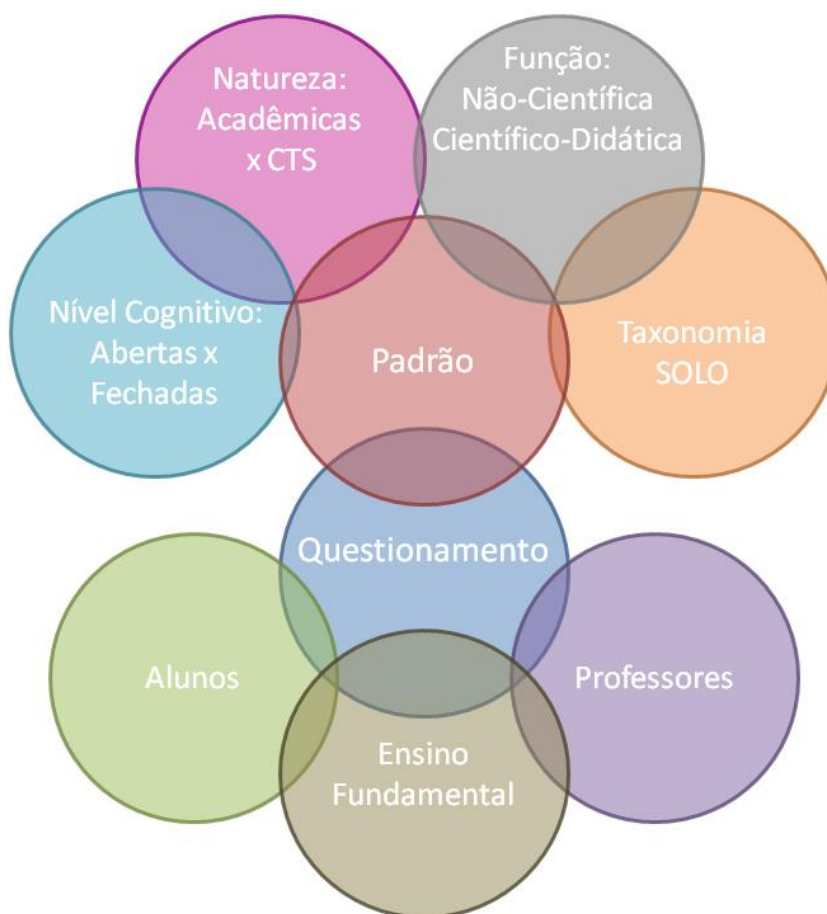 Natureza:
Acadêmicas
x CTS
Função:
Não-Científica
Científico-Didática
Nível Cognitivo:
Abertas x
Fechadas
Padrão
Taxonomia
SOLO
Questionamento
Alunos
Professores
Ensino
Fundamental